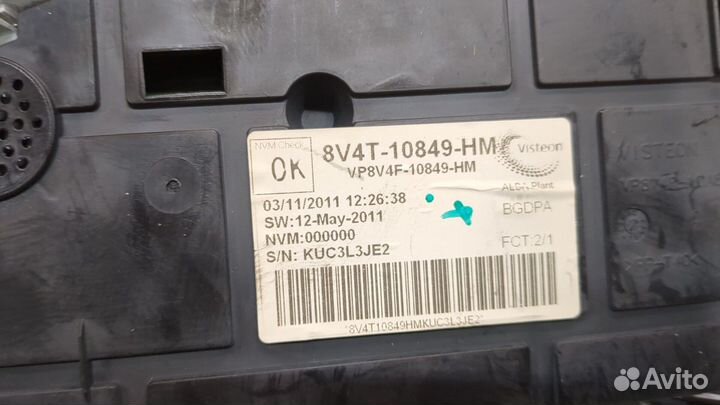 NVM Check
OK
8V4T-10849-HM
VP8V4F-10849-HM
Visteon
03/11/2011 12:26:38
SW:12-May-2011
NVM:000000
S/N: KUC3L3JE2
Plant
BGDPA
FCT:2/1
*8V4T10849HMKUC3L3JE2*
VISTEON
Avito